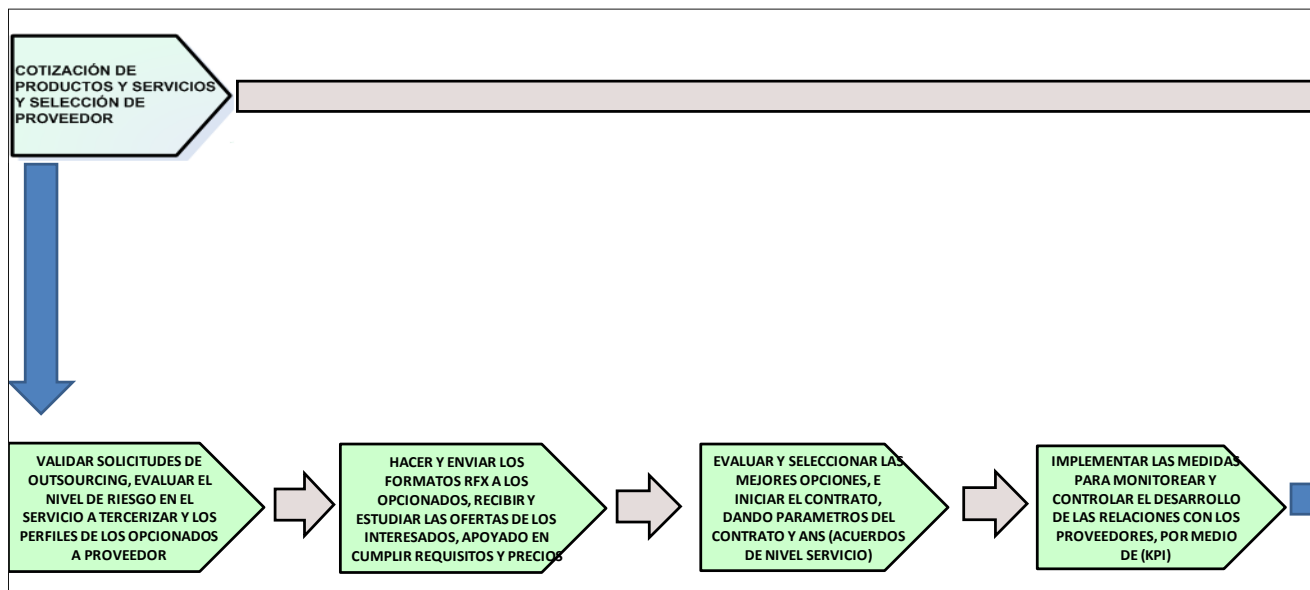 COTIZACIÓN DE
PRODUCTOS Y SERVICIOS
Y SELECCIÓN DE
PROVEEDOR
VALIDAR SOLICITUDES DE
OUTSOURCING, EVALUAR EL
NIVEL DE RIESGO EN EL
SERVICIO A TERCERIZAR Y LOS
PERFILES DE LOS OPCIONADOS
A PROVEEDOR
HACER Y ENVIAR LOS
FORMATOS RFX A LOS
OPCIONADOS, RECIBIR Y
ESTUDIAR LAS OFERTAS DE LOS
INTERESADOS, APOYADO EN
CUMPLIR REQUISITOS Y PRECIOS
EVALUAR Y SELECCIONAR LAS
MEJORES OPCIONES, E
INICIAR EL CONTRATO,
DANDO PARAMETROS DEL
CONTRATO Y ANS (ACUERDOS
DE NIVEL SERVICIO)
IMPLEMENTAR LAS MEDIDAS
PARA MONITOREAR Y
CONTROLAR EL DESARROLLO
DE LAS RELACIONES CON LOS
PROVEEDORES, POR MEDIO
DE (KPI)